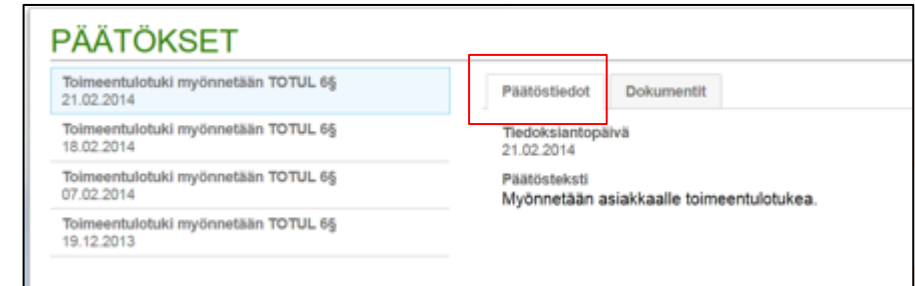 PÄÄTÖKSET
Toimeentulotuki myönnetään TOTUL 6§
21.02.2014
Toimeentulotuki myönnetään TOTUL 6§
18.02.2014
Toimeentulotuki myönnetään TOTUL 6§
07.02.2014
Toimeentulotuki myönnetään TOTUL 6§
19.12.2013
Päätöstiedot Dokumentit
Tiedoksiantopäivä
21.02.2014
Päätösteksti
Myönnetään asiakkaalle toimeentulotukea.